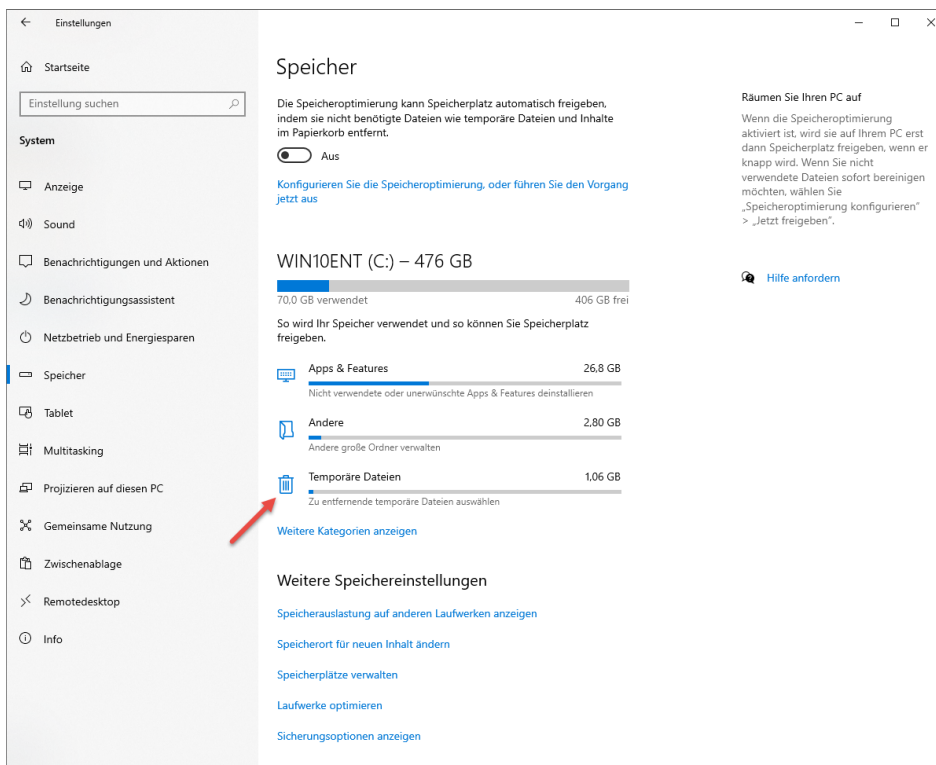 Einstellungen
Startseite
Einstellung suchen
System
Anzeige
Sound
Benachrichtigungen und Aktionen
Benachrichtigungsassistent
Netzbetrieb und Energiesparen
Speicher
Tablet
Multitasking
Projizieren auf diesen PC
Gemeinsame Nutzung
Zwischenablage
Remotedesktop
Info
Speicher
Die Speicheroptimierung kann Speicherplatz automatisch freigeben,
indem sie nicht benötigte Dateien wie temporäre Dateien und Inhalte
im Papierkorb entfernt.
Aus
Konfigurieren Sie die Speicheroptimierung, oder führen Sie den Vorgang
jetzt aus
WIN10ENT (C:) – 476 GB
70,0 GB verwendet 406 GB frei
So wird Ihr Speicher verwendet und so können Sie Speicherplatz
freigeben.
Apps & Features 26,8 GB
Nicht verwendete oder unerwünschte Apps & Features deinstallieren
Andere 2,80 GB
Andere große Ordner verwalten
Temporäre Dateien 1,06 GB
Zu entfernende temporäre Dateien auswählen
Weitere Kategorien anzeigen
Weitere Speichereinstellungen
Speicherauslastung auf anderen Laufwerken anzeigen
Speicherort für neuen Inhalt ändern
Speicherplätze verwalten
Laufwerke optimieren
Sicherungsoptionen anzeigen
Räumen Sie Ihren PC auf
Wenn die Speicheroptimierung
aktiviert ist, wird sie auf Ihrem PC erst
dann Speicherplatz freigeben, wenn er
knapp wird. Wenn Sie nicht
verwendete Dateien sofort bereinigen
möchten, wählen Sie
„Speicheroptimierung konfigurieren“
> „Jetzt freigeben“.
Hilfe anfordern